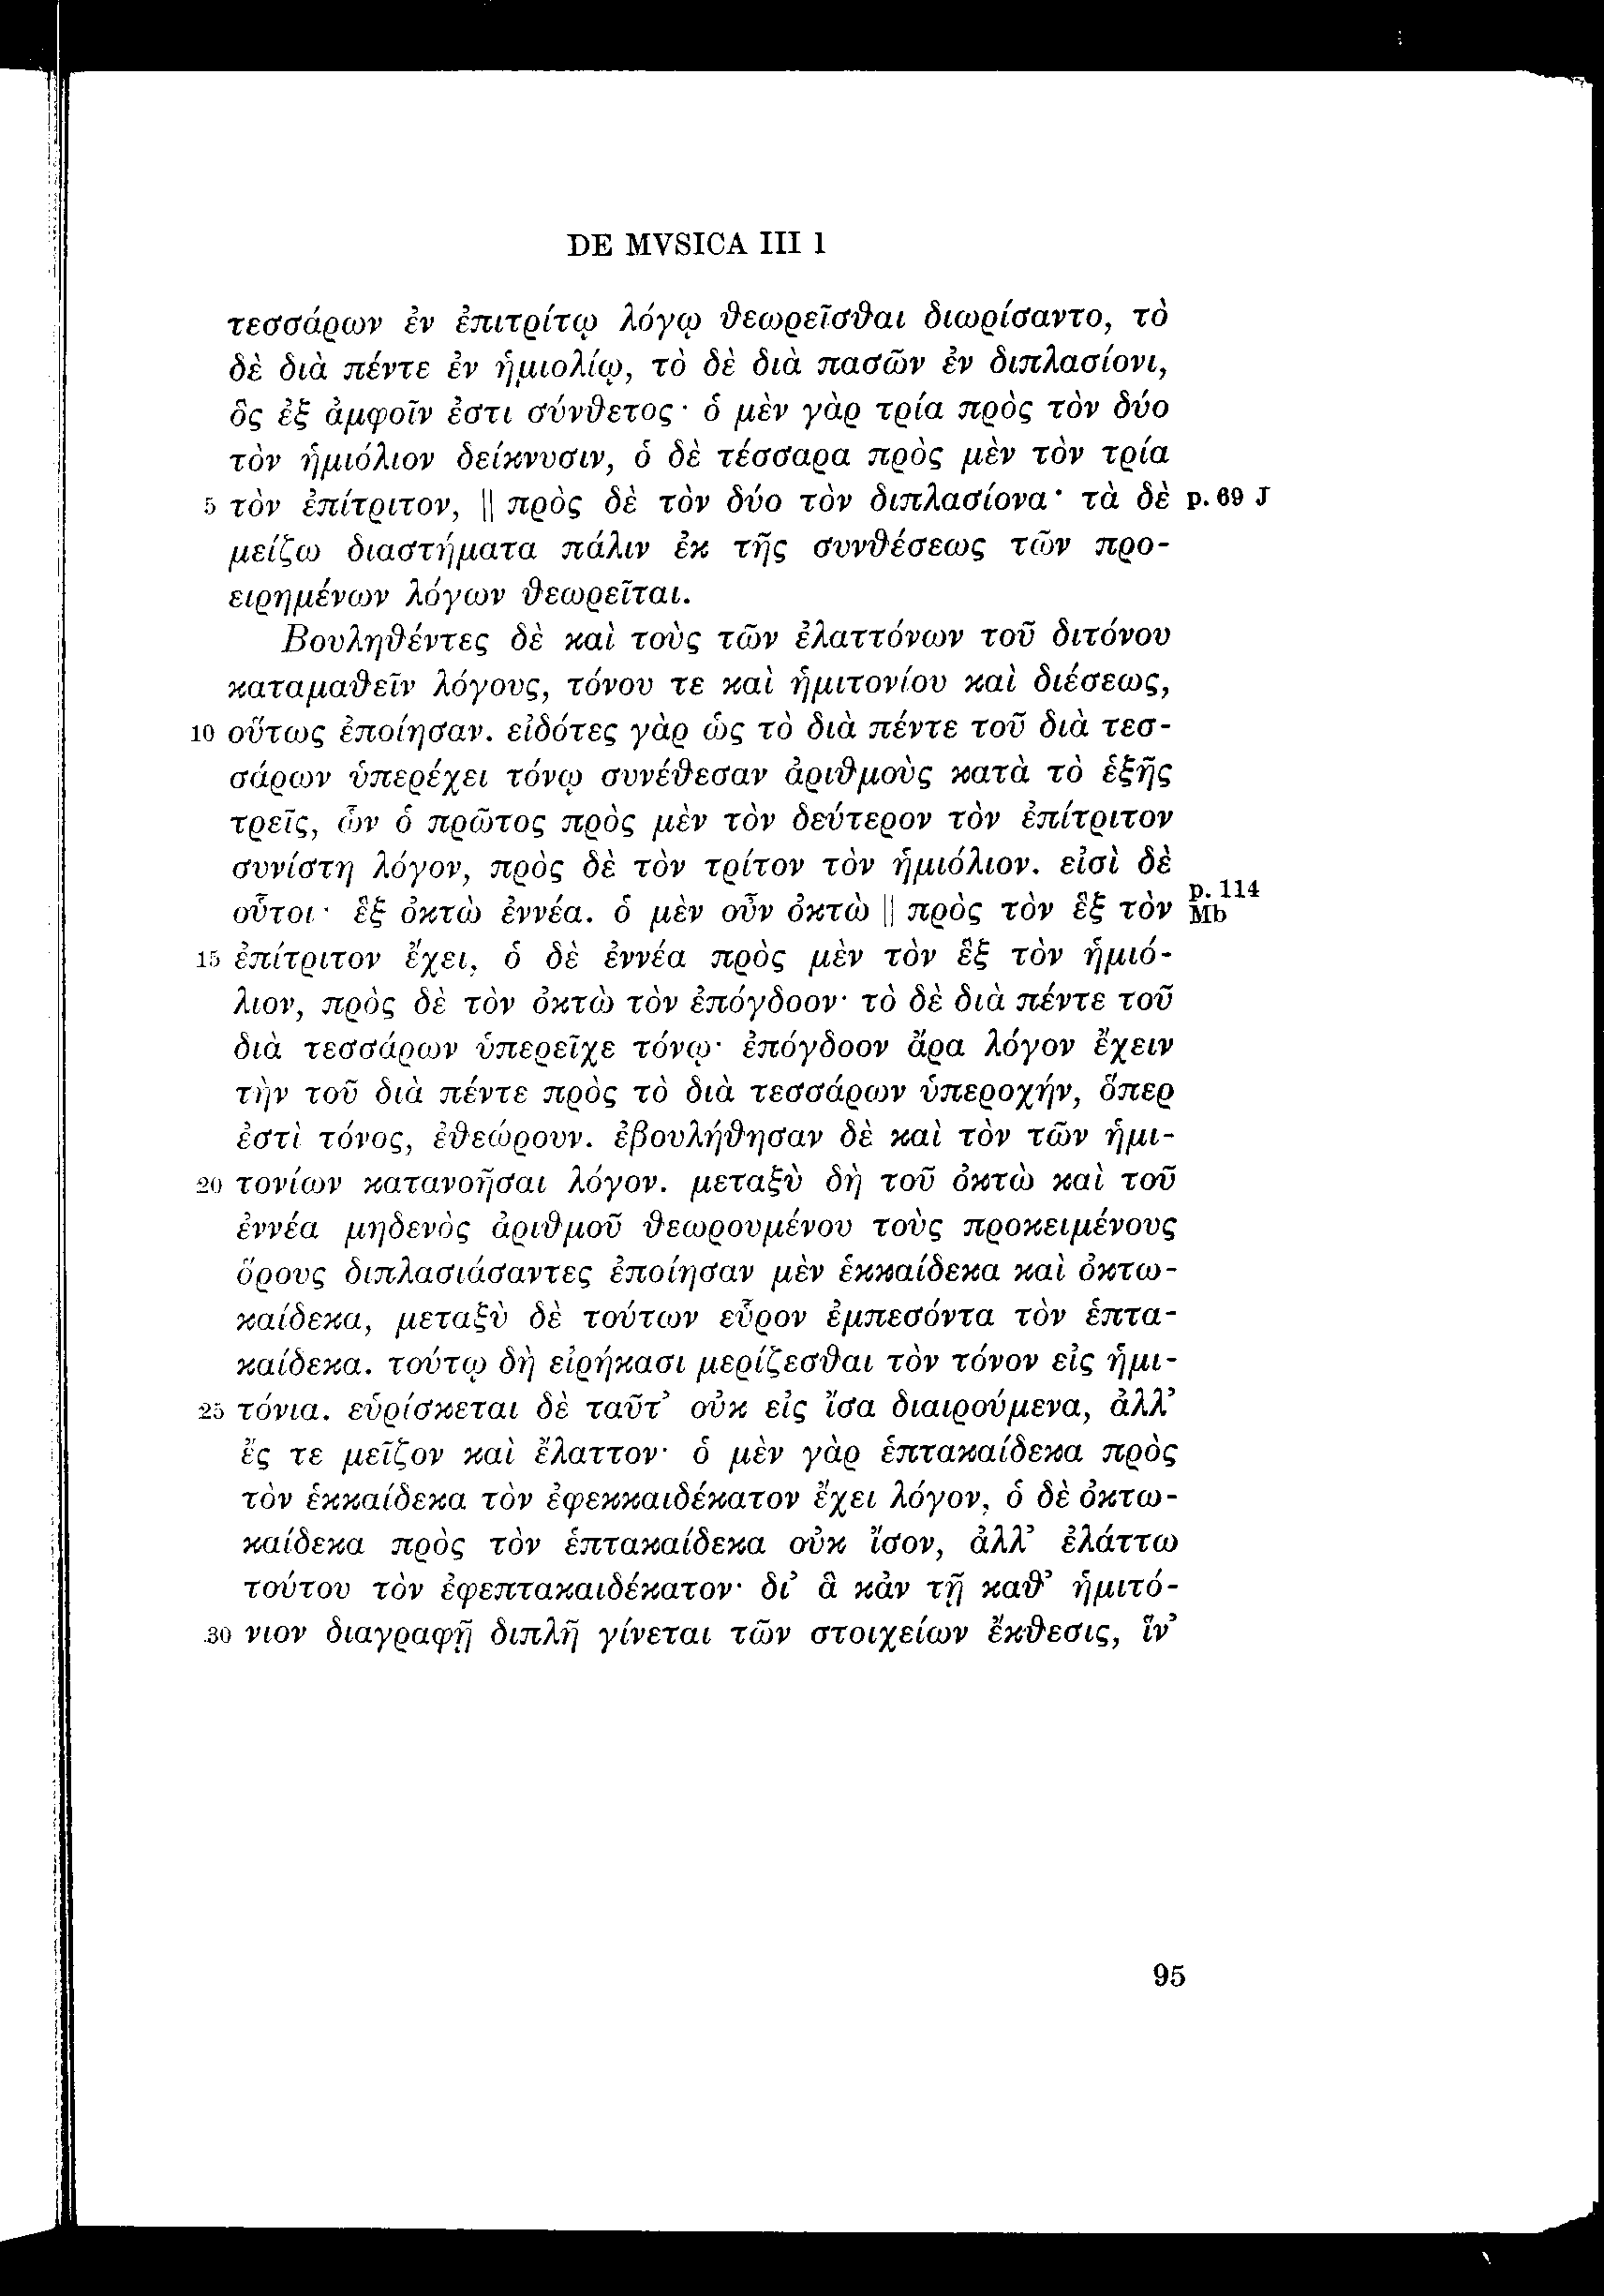 DE MVSICA III 1
τεσσάρων ἐν ἐπιτρίτῳ λόγῳ θεωρεῖσθαι διωρίσαντο, τὸ
δὲ διὰ πέντε ἐν ἡμιολίῳ, τὸ δὲ διὰ πασῶν ἐν διπλασίονι,
ὃς ἐξ ἀμφοῖν ἐστι σύνθετος· ὁ μὲν γὰρ τρία πρὸς τὸν δύο
τὸν ἡμιόλιον δείκνυσιν, ὁ δὲ τέσσαρα πρὸς μὲν τὸν τρία
5 τὸν ἐπίτριτον, || πρὸς δὲ τὸν δύο τὸν διπλασίονα· τὰ δὲ p. 69 J
μείζω διαστήματα πάλιν ἐκ τῆς συνθέσεως τῶν προ-
ειρημένων λόγων θεωρεῖται.
Βουληθέντες δὲ καὶ τοὺς τῶν ἐλαττόνων τοῦ διτόνου
καταμαθεῖν λόγους, τόνου τε καὶ ἡμιτονίου καὶ διέσεως,
10 οὕτως ἐποίησαν. εἰδότες γὰρ ὡς τὸ διὰ πέντε τοῦ διὰ τεσ-
σάρων ὑπερέχει τόνῳ συνέθεσαν ἀριθμοὺς κατὰ τὸ ἑξῆς
τρεῖς, ὧν ὁ πρῶτος πρὸς μὲν τὸν δεύτερον τὸν ἐπίτριτον
συνίστη λόγον, πρὸς δὲ τὸν τρίτον τὸν ἡμιόλιον. εἰσὶ δὲ
οὗτοι· ἓξ ὀκτὼ ἐννέα. ὁ μὲν οὖν ὀκτὼ || πρὸς τὸν ἓξ τὸν p. 114 Mb
15 ἐπίτριτον ἔχει, ὁ δὲ ἐννέα πρὸς μὲν τὸν ἓξ τὸν ἡμιό-
λιον, πρὸς δὲ τὸν ὀκτὼ τὸν ἐπόγδοον· τὸ δὲ διὰ πέντε τοῦ
διὰ τεσσάρων ὑπερεῖχε τόνῳ· ἐπόγδοον ἄρα λόγον ἔχειν
τὴν τοῦ διὰ πέντε πρὸς τὸ διὰ τεσσάρων ὑπεροχήν, ὅπερ
ἐστὶ τόνος, ἐθεώρουν. ἐβουλήθησαν δὲ καὶ τὸν τῶν ἡμι-
20 τονίων κατανοῆσαι λόγον. μεταξὺ δὴ τοῦ ὀκτὼ καὶ τοῦ
ἐννέα μηδενὸς ἀριθμοῦ θεωρουμένου τοὺς προκειμένους
ὅρους διπλασιάσαντες ἐποίησαν μὲν ἑκκαίδεκα καὶ ὀκτω-
καίδεκα, μεταξὺ δὲ τούτων εὗρον ἐμπεσόντα τὸν ἑπτα-
καίδεκα. τούτῳ δὴ εἰρήκασι μερίζεσθαι τὸν τόνον εἰς ἡμι-
25 τόνια. εὑρίσκεται δὲ ταῦτ’ οὐκ εἰς ἴσα διαιρούμενα, ἀλλ’
ἔς τε μεῖζον καὶ ἔλαττον· ὁ μὲν γὰρ ἑπτακαίδεκα πρὸς
τὸν ἑκκαίδεκα τὸν ἐφεκκαιδέκατον ἔχει λόγον, ὁ δὲ ὀκτω-
καίδεκα πρὸς τὸν ἑπτακαίδεκα οὐκ ἴσον, ἀλλ’ ἐλάττω
τούτου τὸν ἐφεπτακαιδέκατον· δι’ ἃ κἀν τῇ καθ’ ἡμιτό-
30 νιον διαγραφῇ διπλῆ γίνεται τῶν στοιχείων ἔκθεσις, ἵν’
95